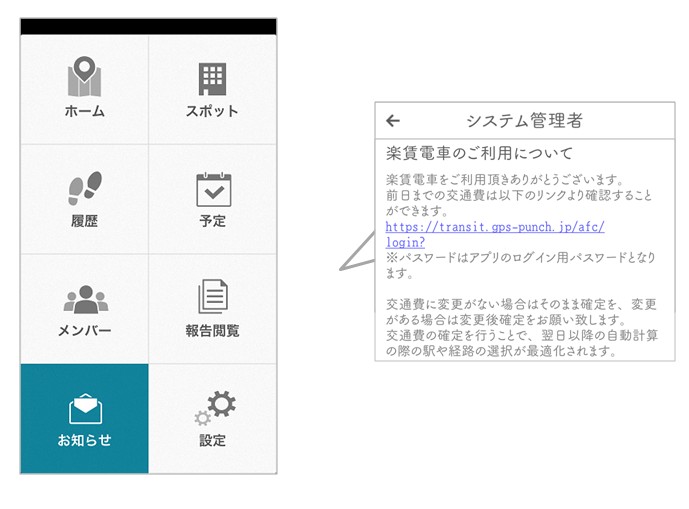 ホーム
スポット
履歴
予定
メンバー
報告閲覧
お知らせ
設定
システム管理者
楽賃電車のご利用について
楽賃電車をご利用頂きありがとうございます。
前日までの交通費は以下のリンクより確認すること
ができます。
https://transit.gps-punch.jp/afc/
login?
※パスワードはアプリのログイン用パスワードとなり
ます。
交通費に変更がない場合はそのまま確定を、変更
がある場合は変更後確定をお願い致します。
交通費の確定を行うことで、翌日以降の自動計算
の際の駅や経路の選択が最適化されます。